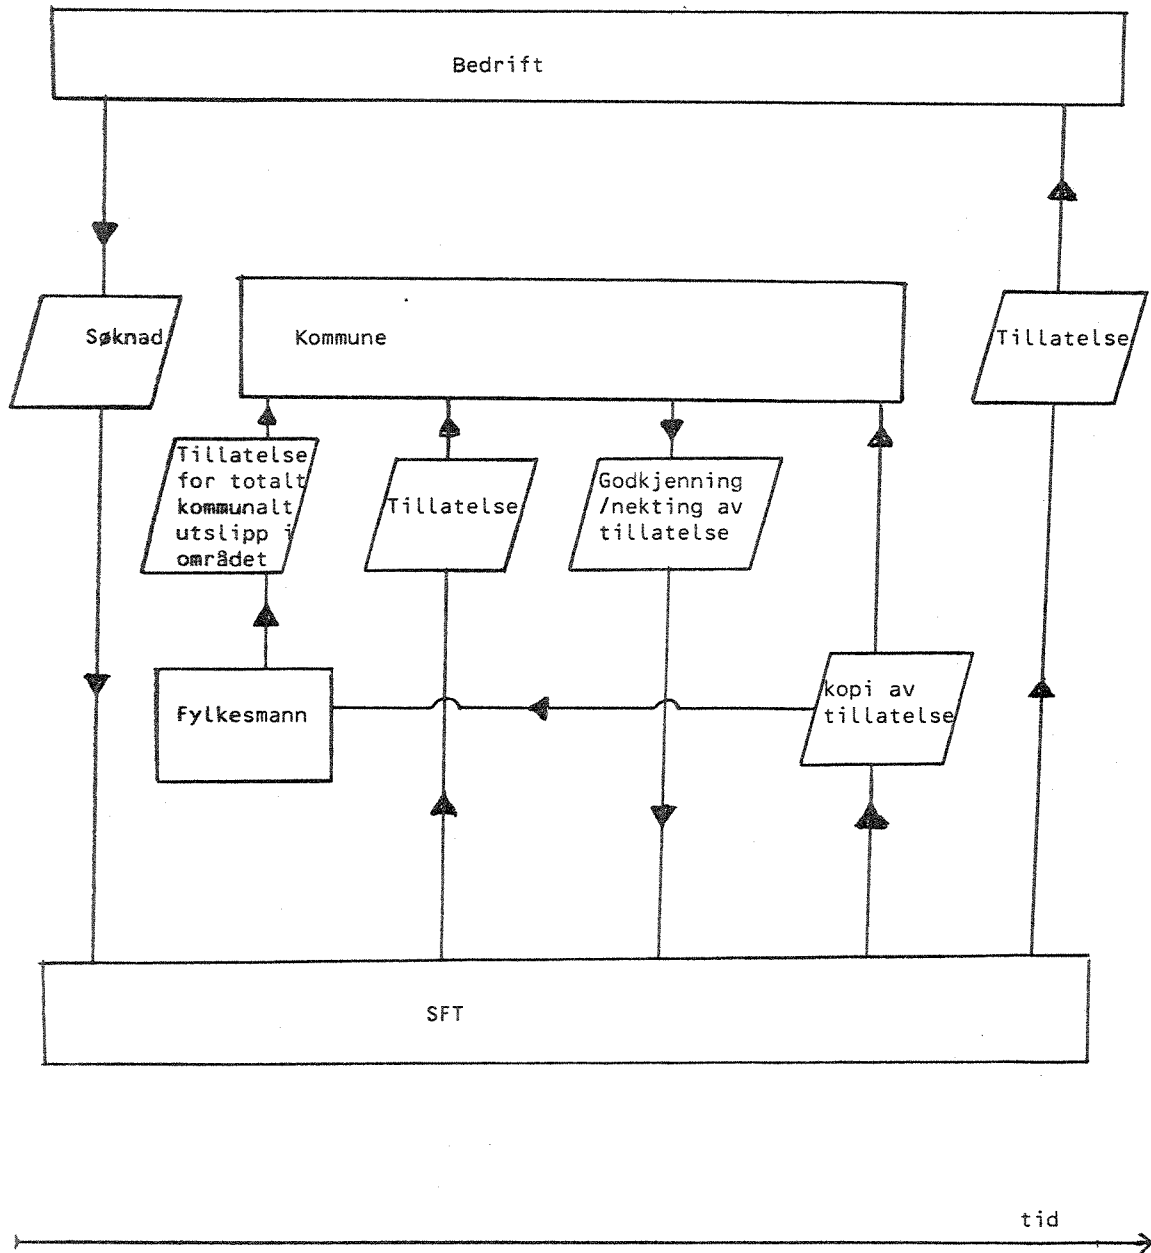 Bedrift
Søknad
Kommune
Tillatelse
Tillatelse
for totalt
kommunalt
utslipp i
området
Tillatelse
Godkjenning
/nekting av
tillatelse
Fylkesmann
kopi av
tillatelse
SFT
tid